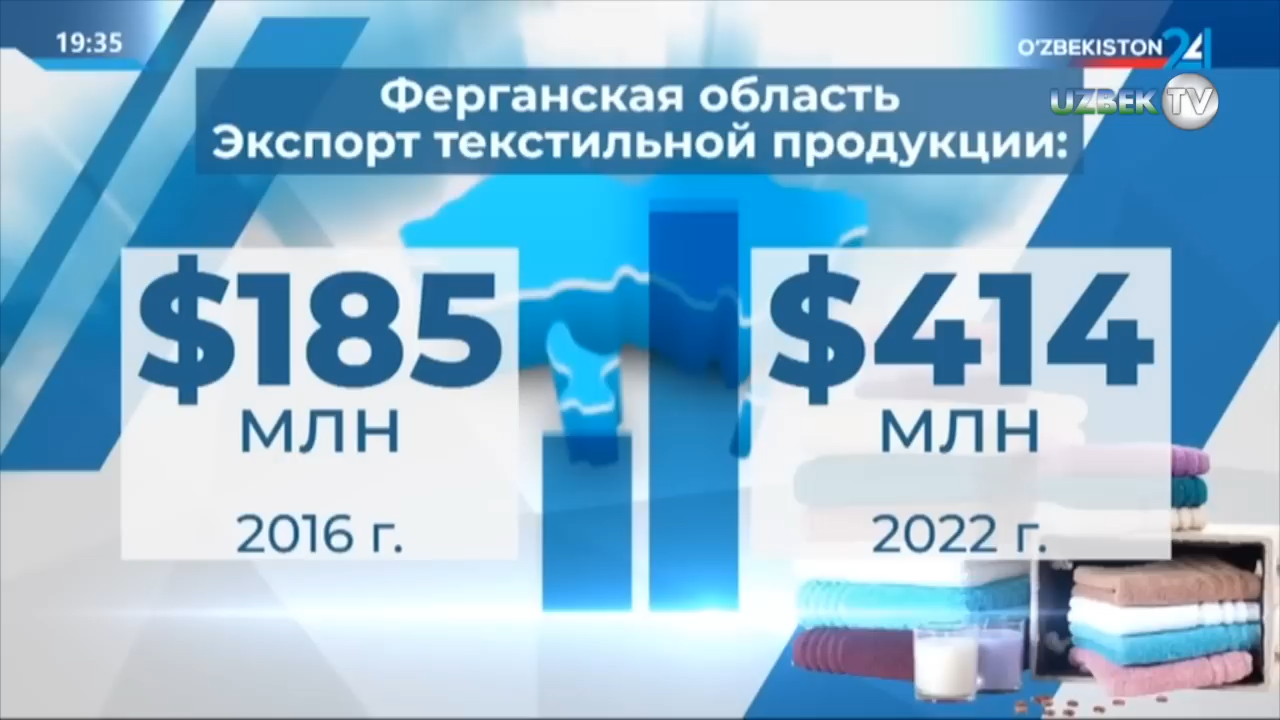 19:35
O'ZBEKISTON 24
UZBEK TV
Ферганская область
Экспорт текстильной продукции:
$185
млн
2016 г.
$414
млн
2022 г.